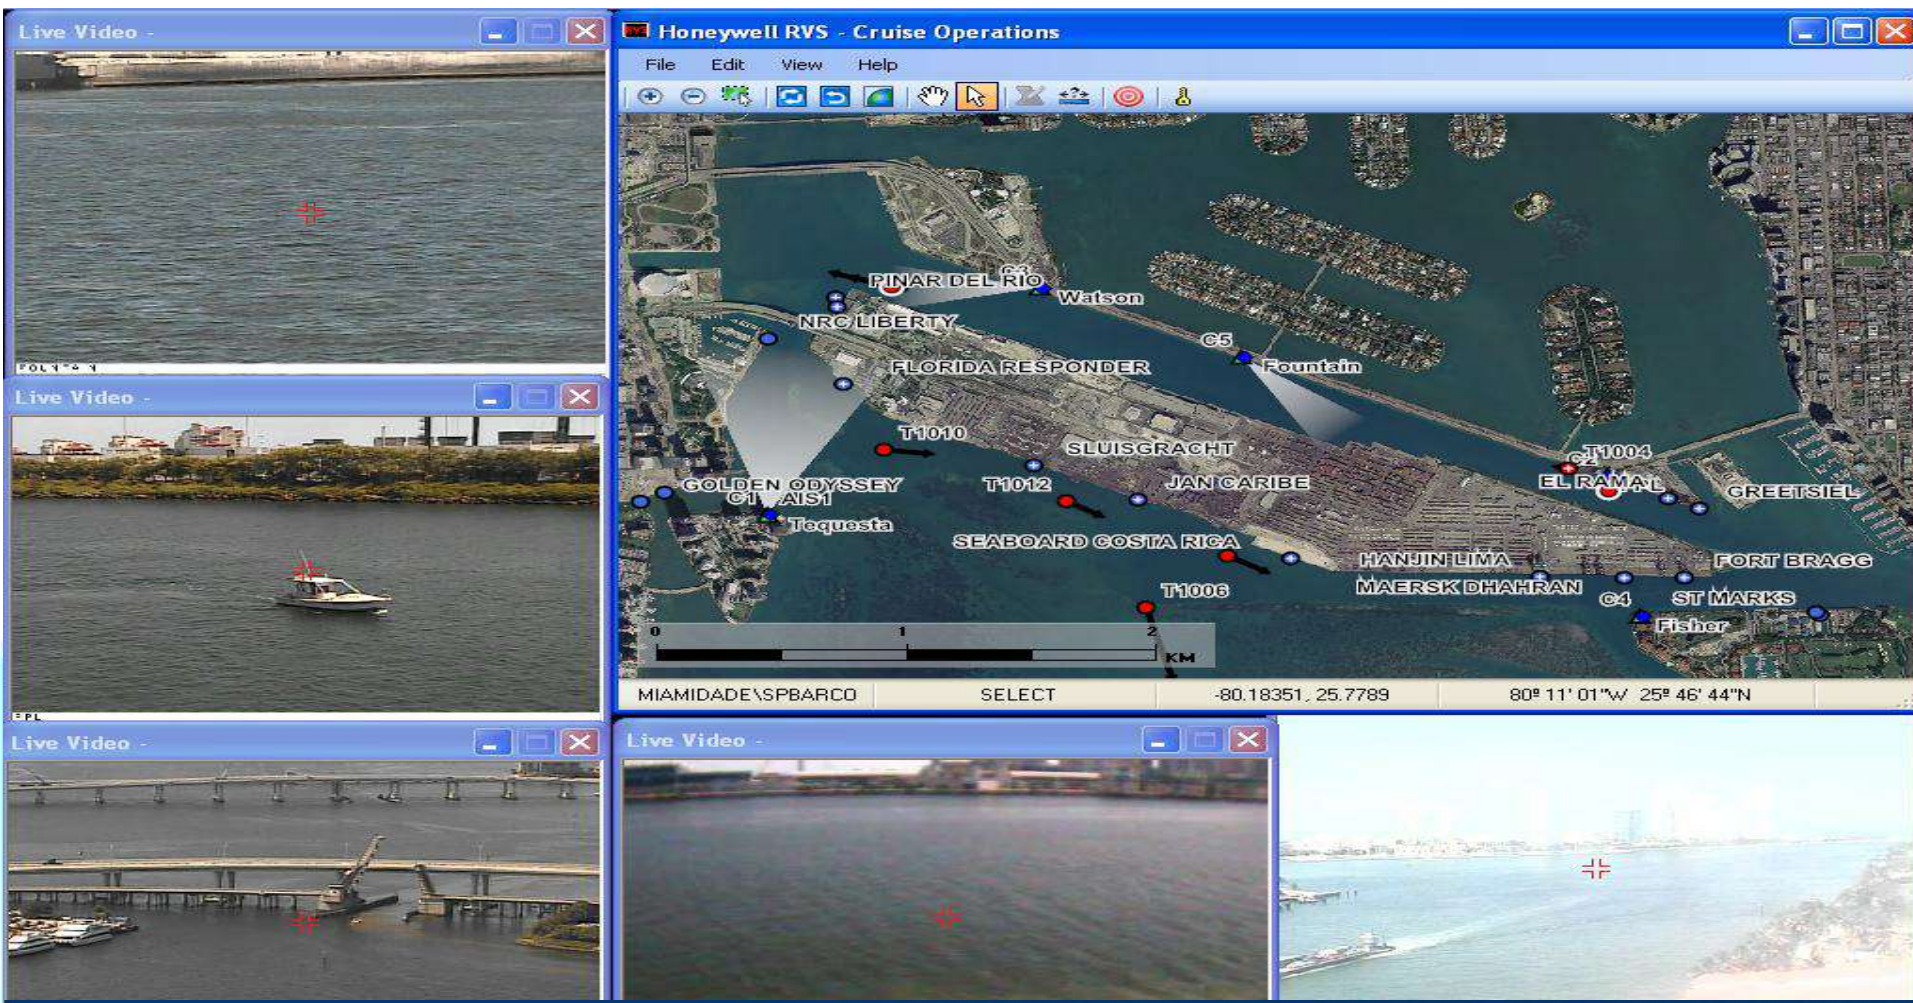 Live Video -
Honeywell RVS - Cruise Operations
File Edit View Help
PINAR DEL RIO
Watson
NRC LIBERTY
C5
Fountain
FLORIDA RESPONDER
T1010
SLUISGRACHT
T1004
C2
EL RAMA
GOLDEN ODYSSEY
T1012
JAN CARIBE
GREETSIEL
C1 AIS1
Tequesta
SEABOARD COSTA RICA
HANJIN LIMA
FORT BRAGG
MAERSK DHAHRAN
T1006
C4
ST MARKS
Fisher
0 1 2
KM
MIAMIDADE\SPBARCO SELECT -80.18351, 25.7789 80º 11' 01"W 25º 46' 44"N
Live Video -
Live Video -
Live Video -